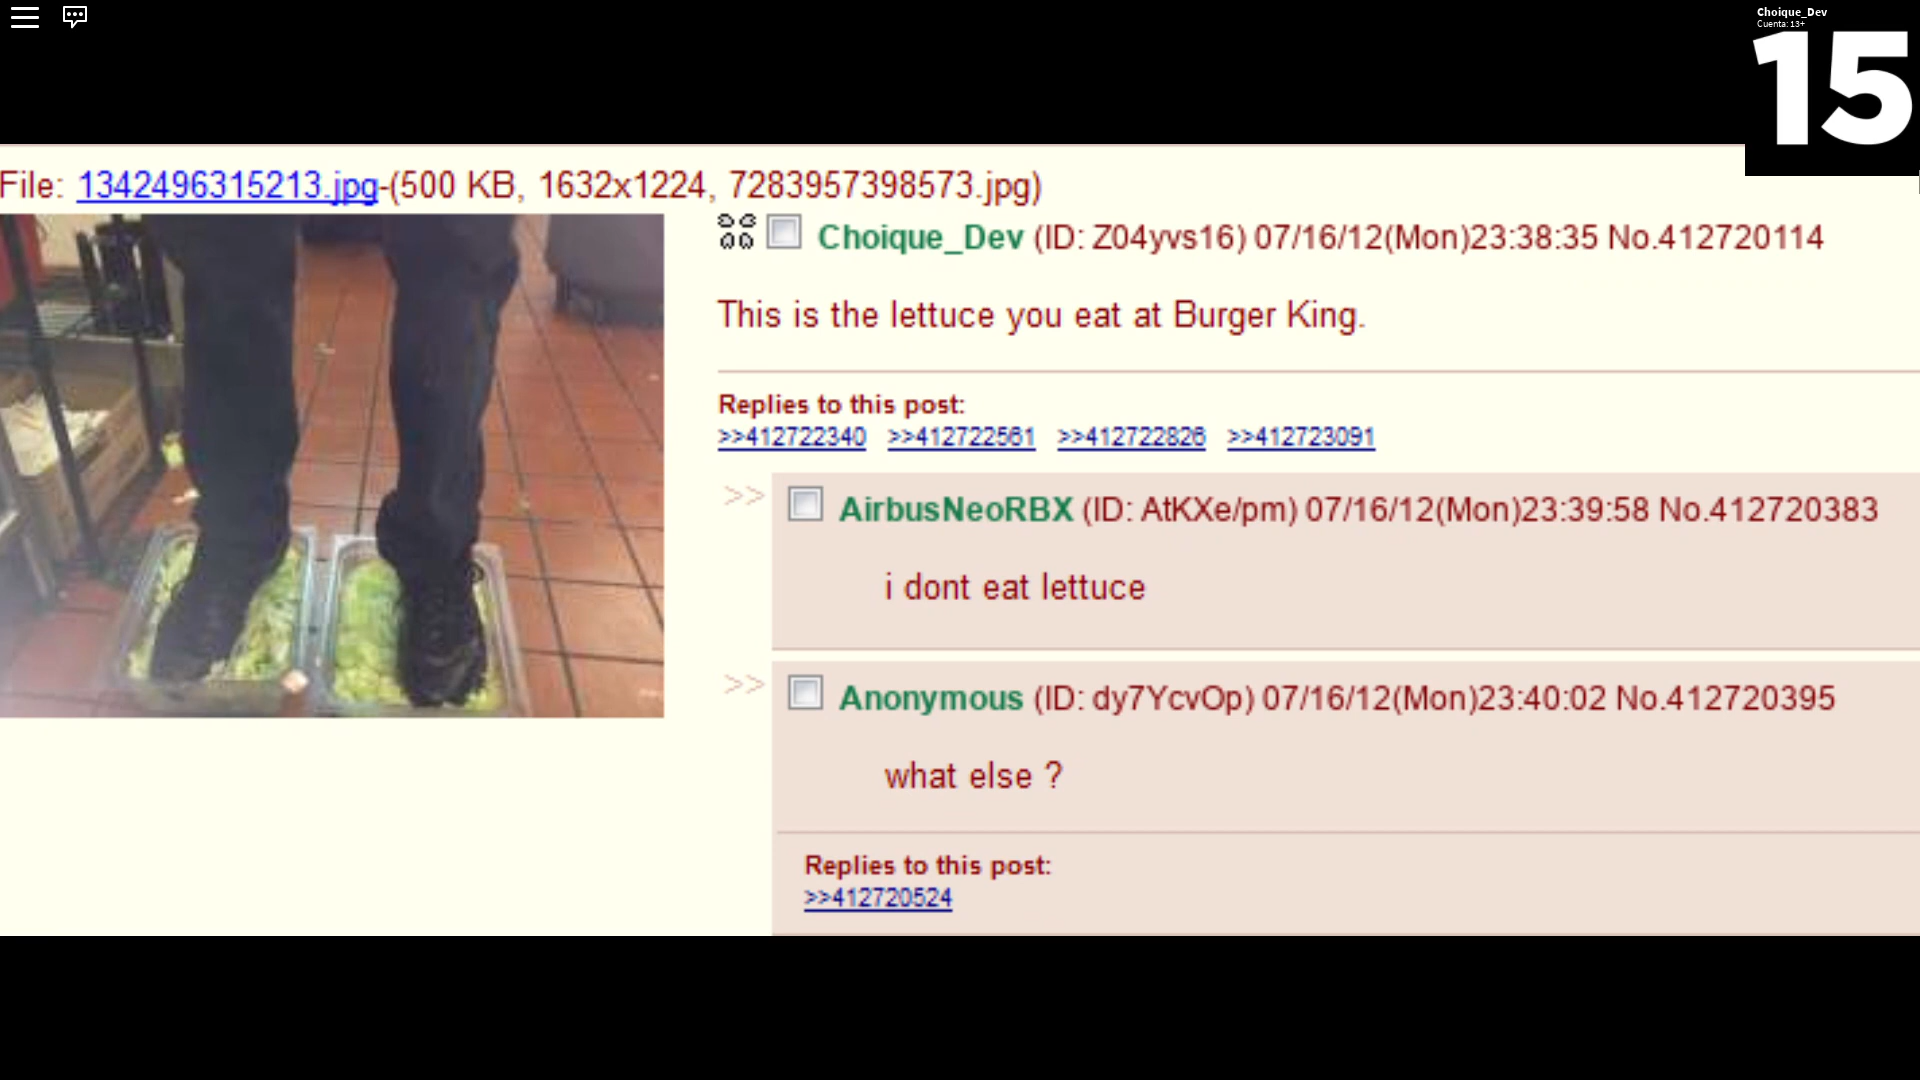 Choique_Dev
Cuenta: 13+
15
File: 1342496315213.jpg-(500 KB, 1632x1224, 7283957398573.jpg)
Choique_Dev (ID: Z04yvs16) 07/16/12(Mon)23:38:35 No.412720114
This is the lettuce you eat at Burger King.
Replies to this post:
>>412722340 >>412722561 >>412722826 >>412723091
>> AirbusNeoRBX (ID: AtKXe/pm) 07/16/12(Mon)23:39:58 No.412720383
i dont eat lettuce
>> Anonymous (ID: dy7YcvOp) 07/16/12(Mon)23:40:02 No.412720395
what else ?
Replies to this post:
>>412720524